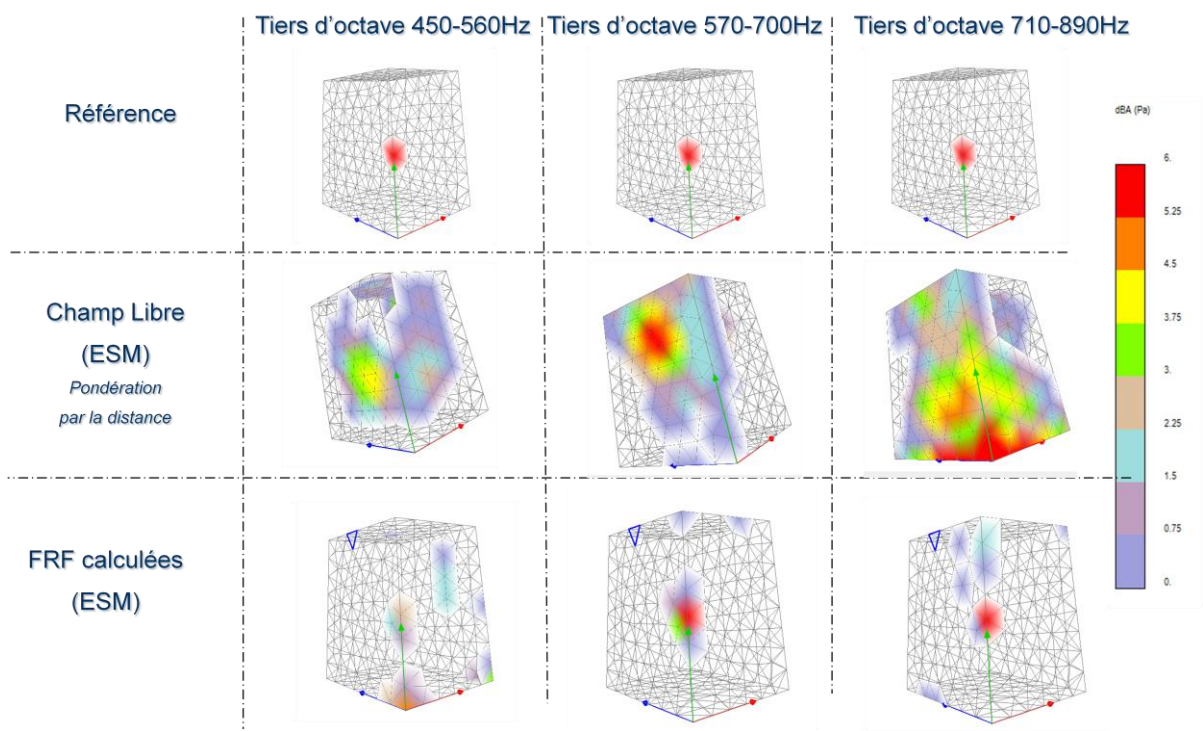 Tiers d'octave 450-560Hz
Tiers d'octave 570-700Hz
Tiers d'octave 710-890Hz
Référence
dBA (Pa)
6.
5.25
4.5
3.75
3.
2.25
1.5
0.75
0.
Champ Libre
(ESM)
Pondération
par la distance
FRF calculées
(ESM)